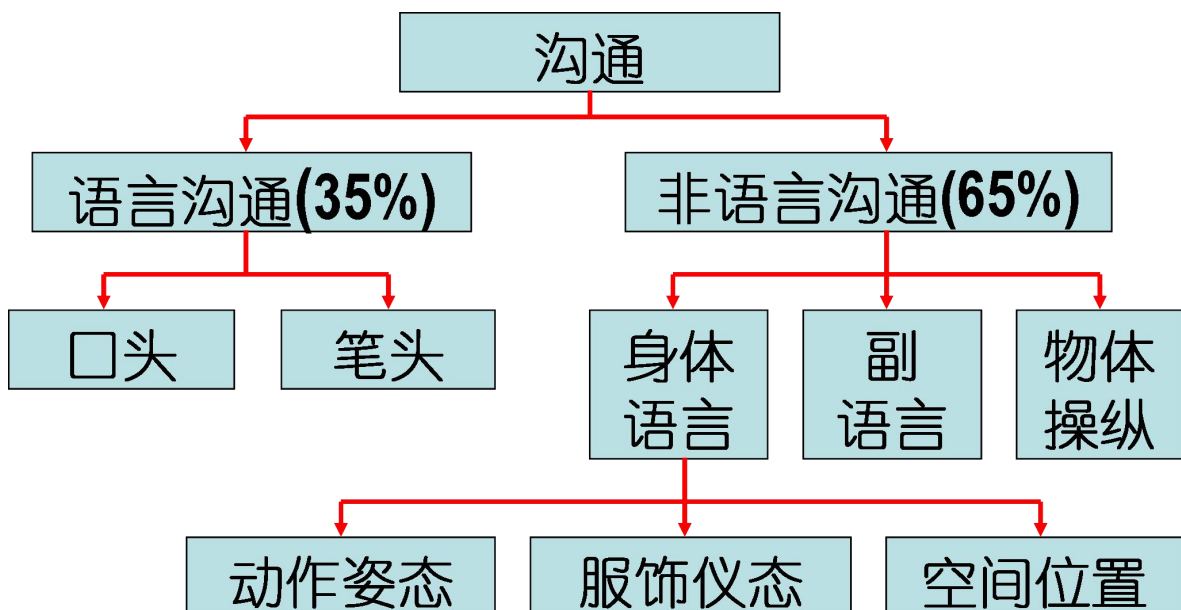 沟通
语言沟通(35%)
非语言沟通(65%)
口头
笔头
身体
语言
副
语言
物体
操纵
动作姿态
服饰仪态
空间位置